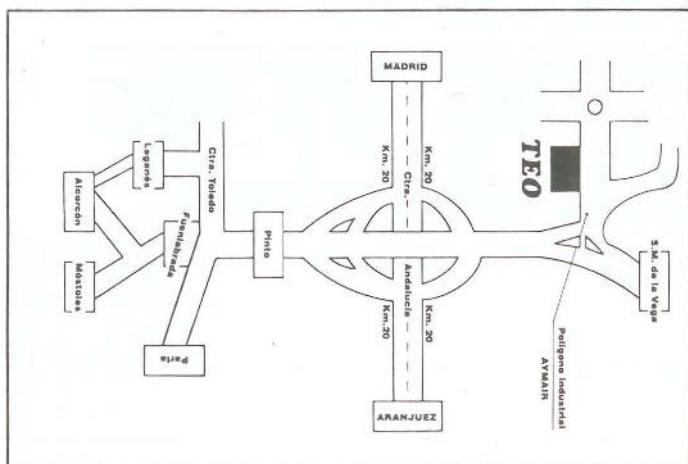 MADRID
Km. 20
Ctra.
Km. 20
Andalucía
Km. 20
Km. 20
ARANJUEZ
TEO
S.M. de la Vega
Polígono Industrial
AYMAIR
Pinto
Ctra. Toledo
Leganés
Fuenlabrada
Alcorcón
Móstoles
Parla